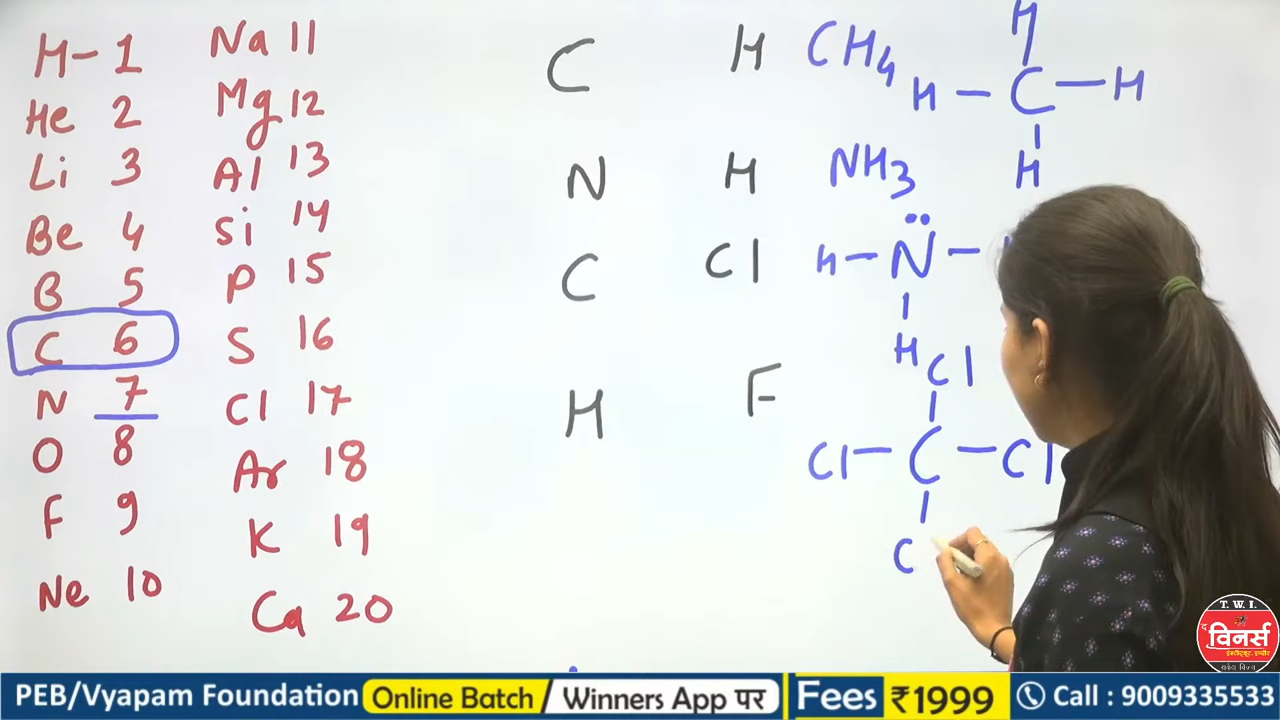 H-1
He 2
Li 3
Be 4
B 5
C 6
N 7
O 8
F 9
Ne 10
Na 11
Mg 12
Al 13
Si 14
P 15
S 16
Cl 17
Ar 18
K 19
Ca 20
C H
N H
C Cl
H F
CH4
H
H - C - H
H
NH3
H - N -
H
Cl
Cl - C - Cl
C
T. W. I.
द विनर्स
PEB/Vyapam Foundation Online Batch / Winners App पर Fees ₹1999 Call : 9009335533